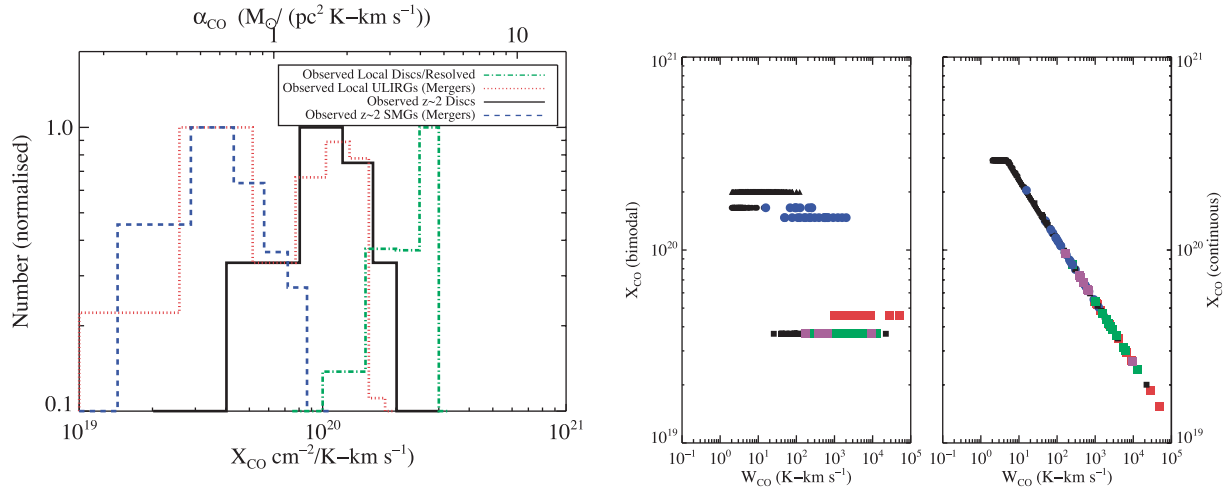 α_CO (M_⊙/ (pc² K−km s⁻¹))
1 10
Observed Local Discs/Resolved
Observed Local ULIRGs (Mergers)
Observed z~2 Discs
Observed z~2 SMGs (Mergers)
1.0
0.1
Number (normalised)
10¹⁹ 10²⁰ 10²¹
X_CO cm⁻²/K−km s⁻¹)
10²¹
10²⁰
10¹⁹
X_CO (bimodal)
10⁻¹ 10⁰ 10¹ 10² 10³ 10⁴ 10⁵
W_CO (K−km s⁻¹)
10⁻¹ 10⁰ 10¹ 10² 10³ 10⁴ 10⁵
W_CO (K−km s⁻¹)
10²¹
10²⁰
10¹⁹
X_CO (continuous)